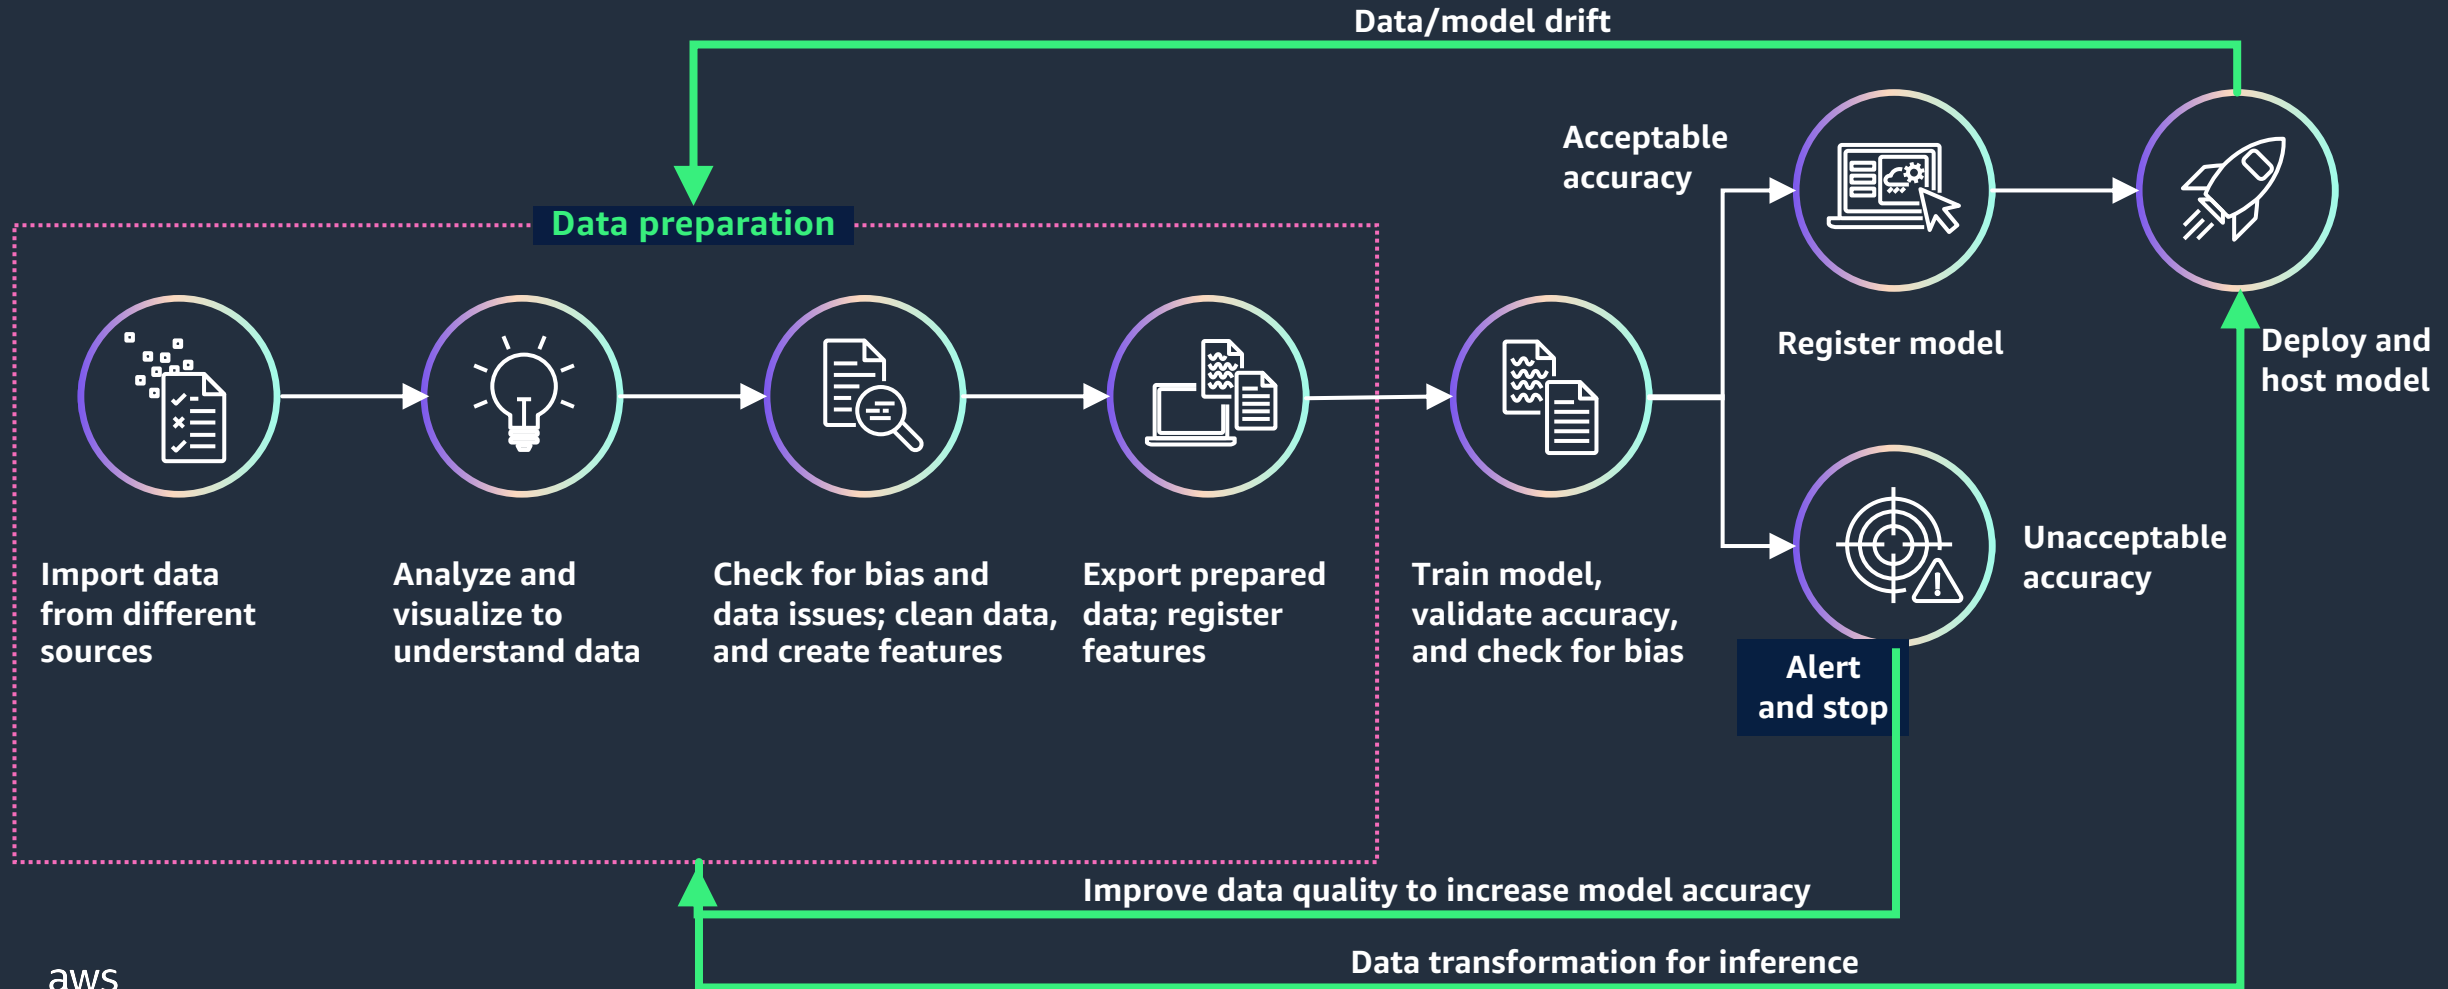 Data/model drift
Acceptable
accuracy
Data preparation
Register model
Deploy and
host model
Import data
from different
sources
Analyze and
visualize to
understand data
Check for bias and
data issues; clean data,
and create features
Export prepared
data; register
features
Train model,
validate accuracy,
and check for bias
Unacceptable
accuracy
Alert
and stop
Improve data quality to increase model accuracy
Data transformation for inference
aws